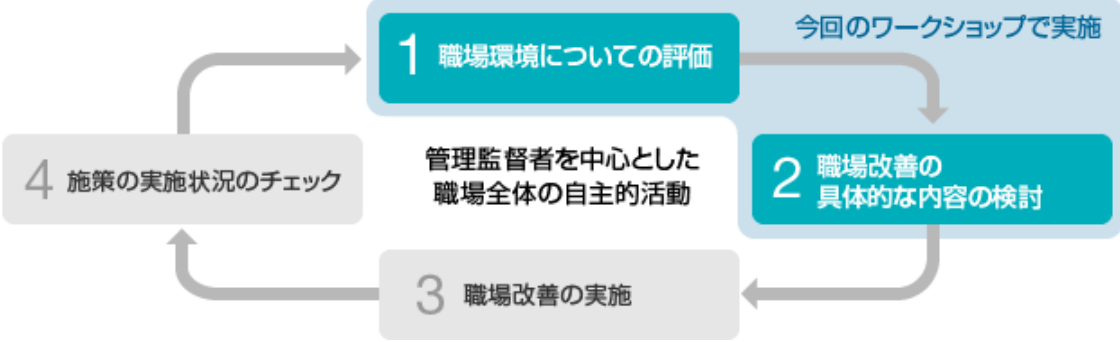 今回のワークショップで実施
1 職場環境についての評価
2 職場改善の
具体的な内容の検討
3 職場改善の実施
4 施策の実施状況のチェック
管理監督者を中心とした
職場全体の自主的活動